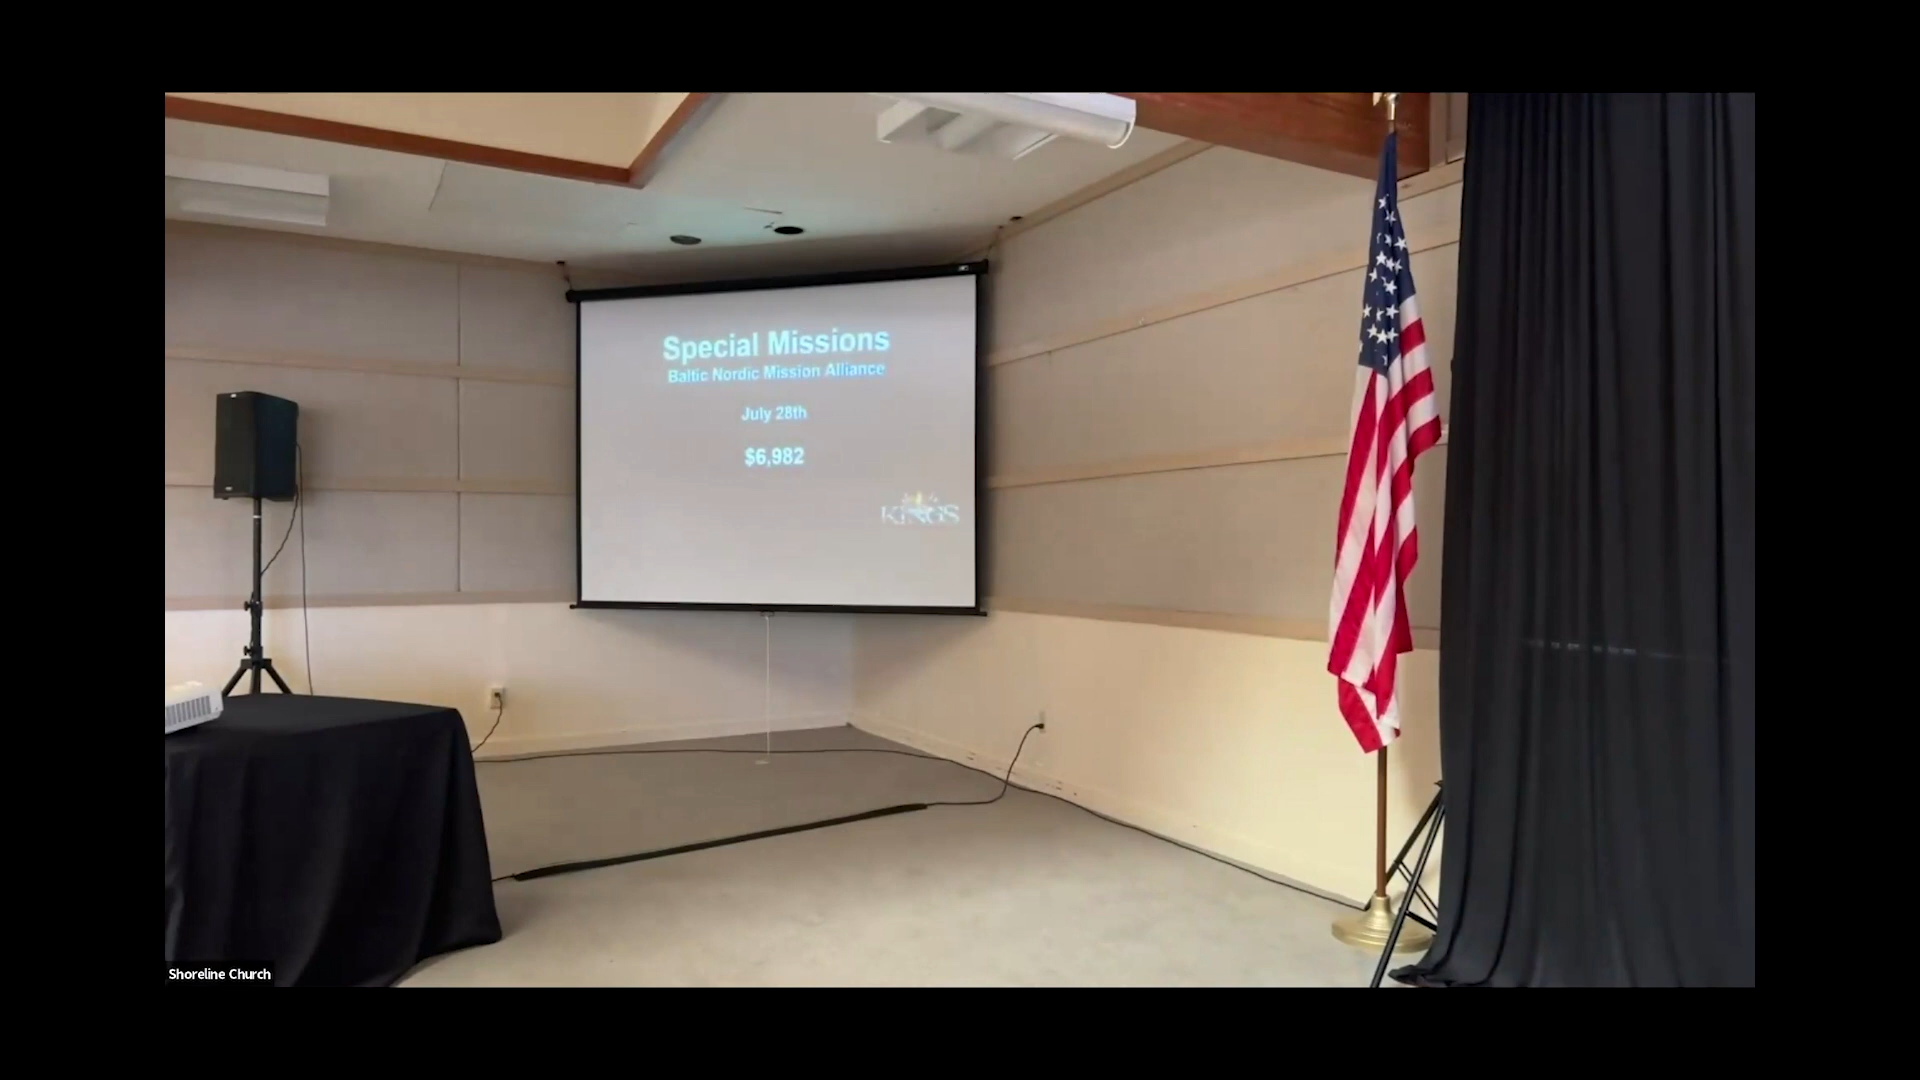 Special Missions
Baltic Nordic Mission Alliance
July 28th
$6,982
KINGS
Shoreline Church